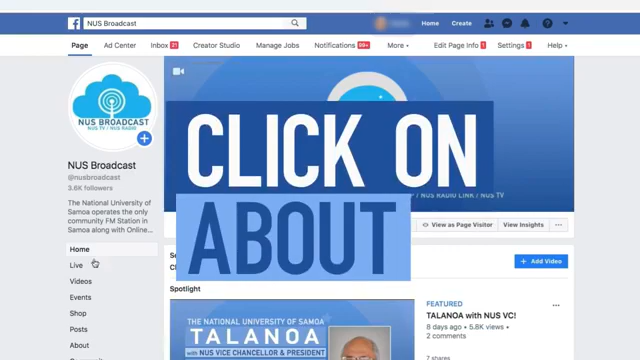 NUS Broadcast
Home
Create
Page
Ad Center
Inbox 21
Creator Studio
Manage Jobs
Notifications 99+
More
Edit Page Info 1
Settings 1
Help
NUS BROADCAST
NUS TV / NUS RADIO
CLICK ON
ABOUT
/ NUS RADIO LINK / NUS TV
NUS Broadcast
@nusbroadcast
3.6K followers
The National University of
Samoa operates the only
community FM Station in
Samoa along with Online...
Home
Live
Videos
Events
Shop
Posts
About
View as Page Visitor
View Insights
Add Video
Spotlight
THE NATIONAL UNIVERSITY OF SAMOA
TALANOA
with NUS VICE CHANCELLOR & PRESIDENT
FEATURED
TALANOA with NUS VC!
8 days ago • 5.8K views •
2 comments
7 shares